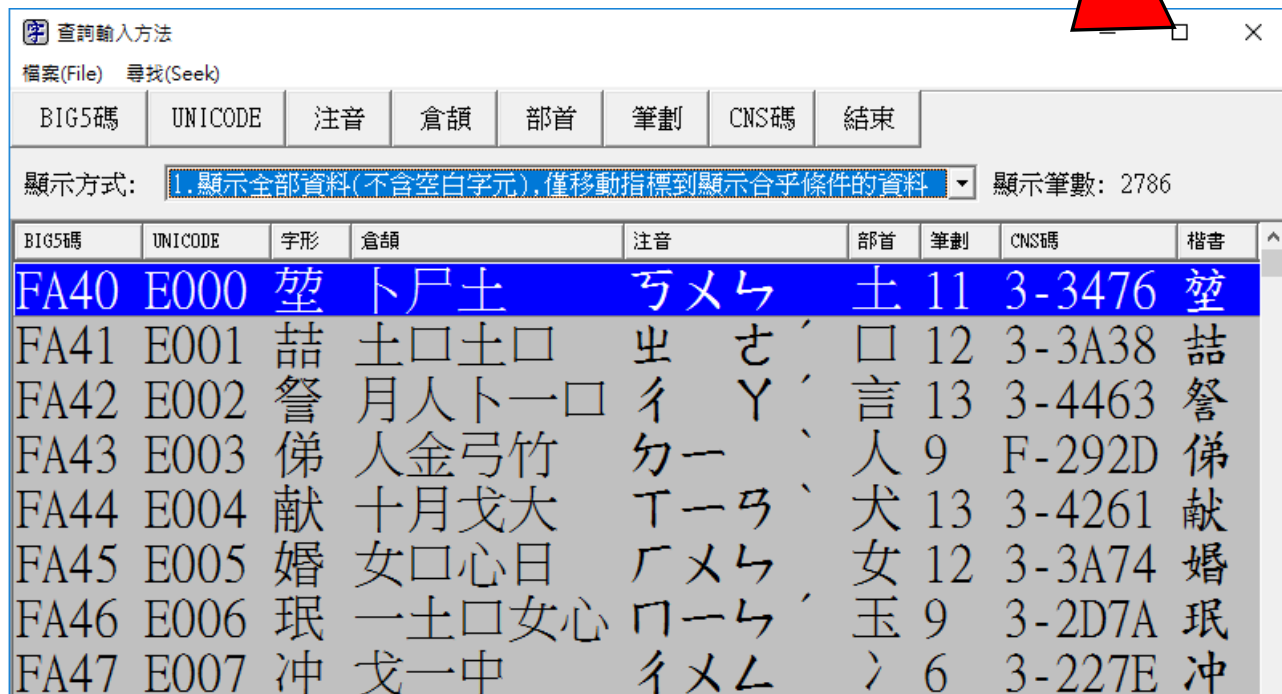 字 查詢輸入方法
檔案(File) 尋找(Seek)
BIG5碼 UNICODE 注音 倉頡 部首 筆劃 CNS碼 結束
顯示方式: 1.顯示全部資料(不含空白字元),僅移動指標到顯示合乎條件的資料 顯示筆數: 2786
BIG5碼 UNICODE 字形 倉頡 注音 部首 筆劃 CNS碼 楷書
FA40 E000 堃 卜尸土 ㄎㄨㄣ 土 11 3-3476 堃
FA41 E001 喆 土口土口 ㄓ ㄜˊ 口 12 3-3A38 喆
FA42 E002 詧 月人卜一口 ㄔ ㄚˊ 言 13 3-4463 詧
FA43 E003 俤 人金弓竹 ㄉㄧ ˋ 人 9 F-292D 俤
FA44 E004 献 十月戈大 ㄒㄧㄢˋ 犬 13 3-4261 献
FA45 E005 婚 女口心日 ㄏㄨㄣ 女 12 3-3A74 婚
FA46 E006 珉 一土口女心 ㄇㄧㄣˊ 玉 9 3-2D7A 珉
FA47 E007 冲 戈一中 ㄔㄨㄥ 冫 6 3-227E 冲